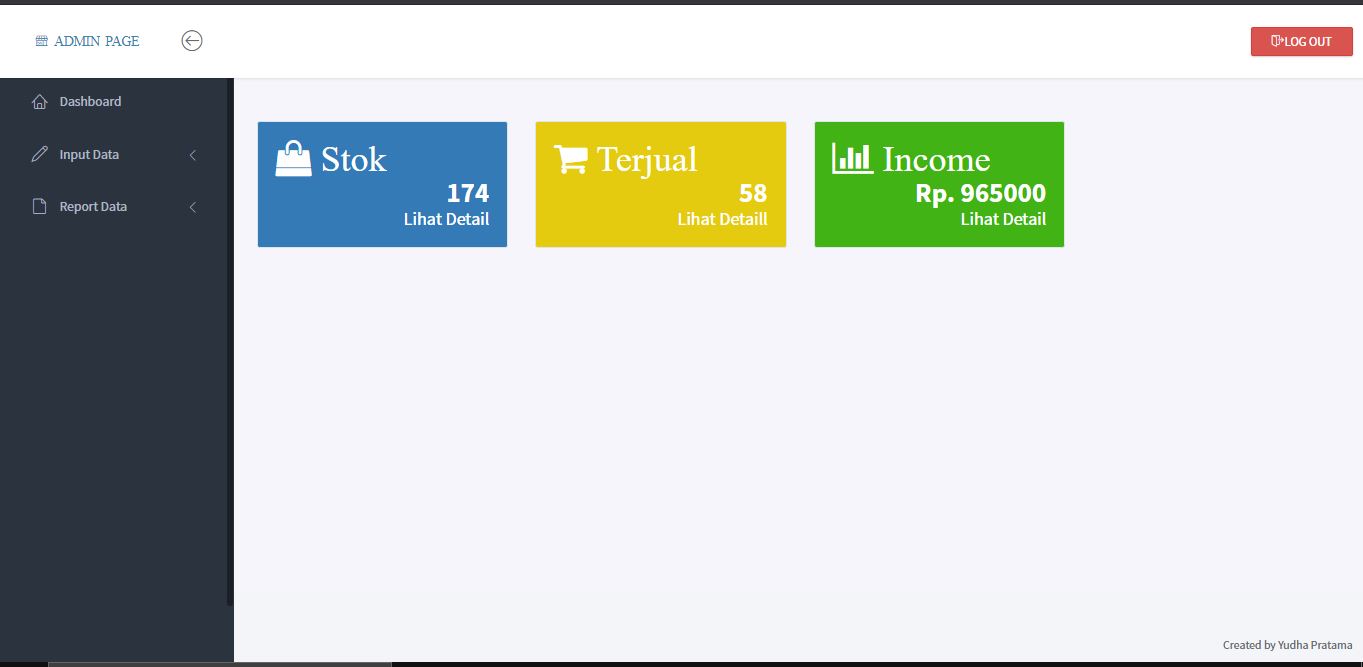 ADMIN PAGE
LOG OUT
Dashboard
Input Data
Report Data
Stok
174
Lihat Detail
Terjual
58
Lihat Detaill
Income
Rp. 965000
Lihat Detail
Created by Yudha Pratama